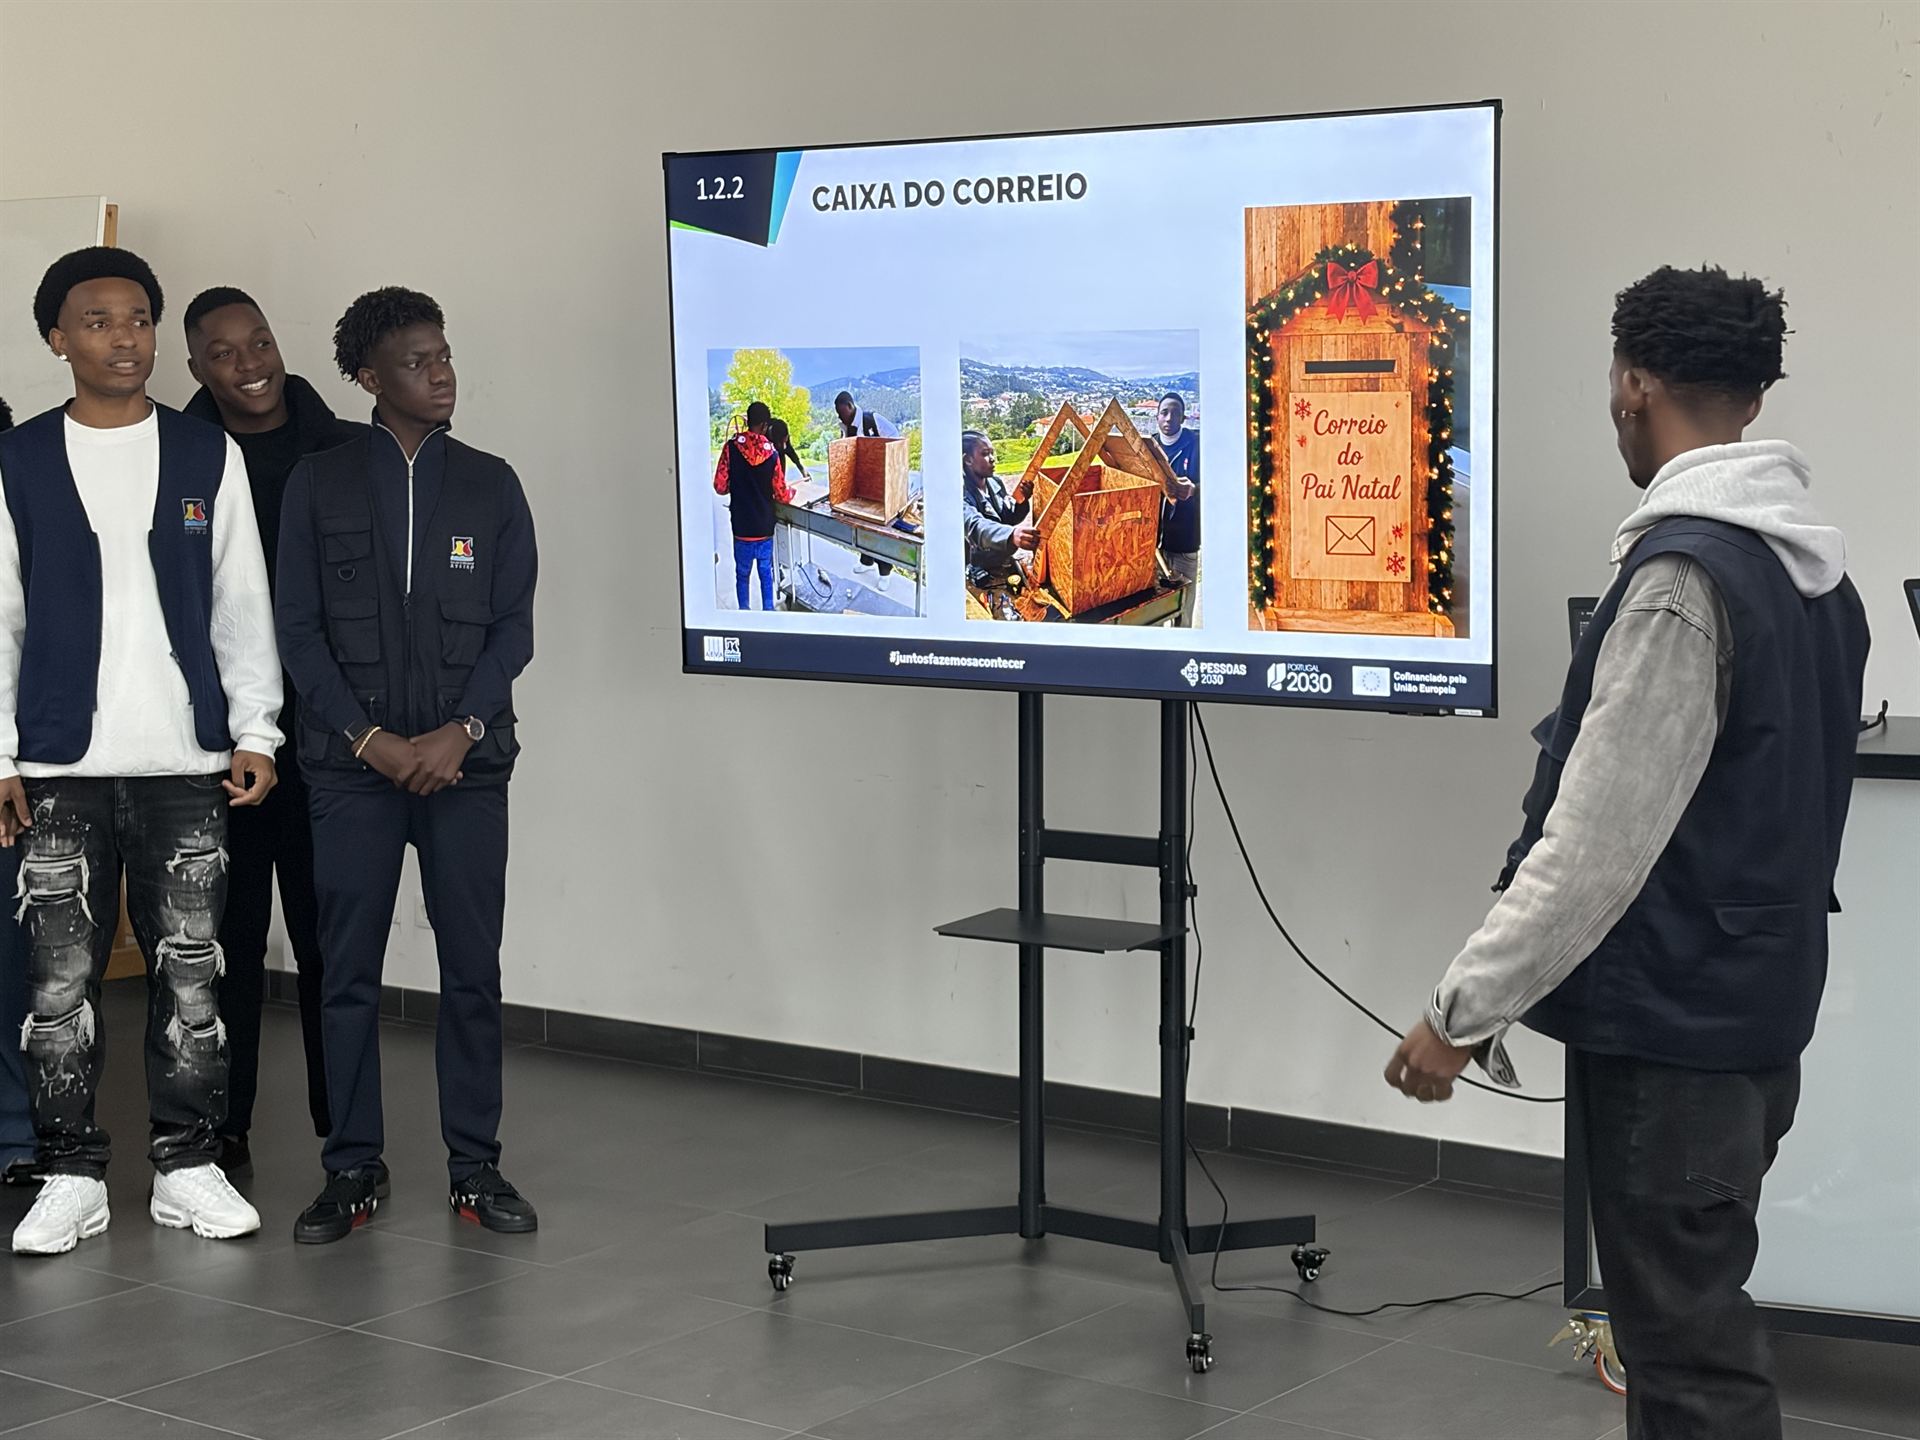 1.2.2
CAIXA DO CORREIO
Correio
do
Pai Natal
AEVA
#juntosfazemosacontecer
PESSOAS
2030
PORTUGAL
2030
Cofinanciado pela
União Europeia